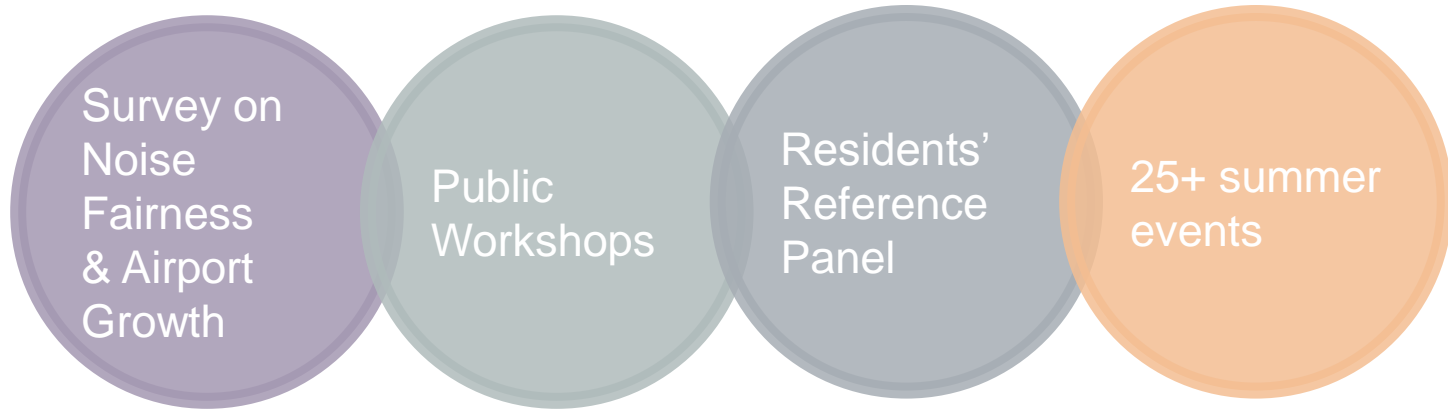 Survey on
Noise
Fairness
& Airport
Growth
Public
Workshops
Residents’
Reference
Panel
25+ summer
events